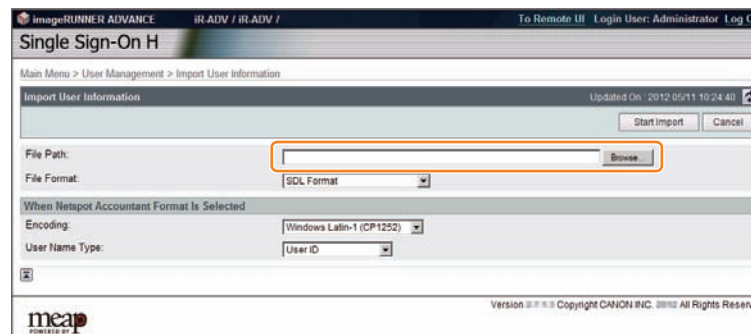 imageRUNNER ADVANCE iR-ADV / iR-ADV / To Remote UI Login User: Administrator Log
Single Sign-On H
Main Menu > User Management > Import User Information
Import User Information Updated On : 2012 05/11 10:24:40
Start Import Cancel
File Path: Browse...
File Format: SDL Format
When Netspot Accountant Format Is Selected
Encoding: Windows Latin-1 (CP1252)
User Name Type: User ID
Version Copyright CANON INC. All Rights Reser
meap
POWERED BY